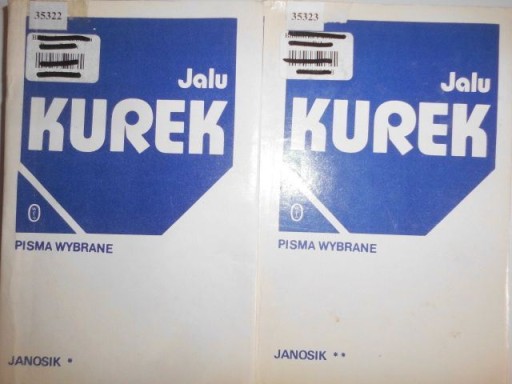 35322
Jalu
KUREK
PISMA WYBRANE
JANOSIK *
35323
Jalu
KUREK
PISMA WYBRANE
JANOSIK **